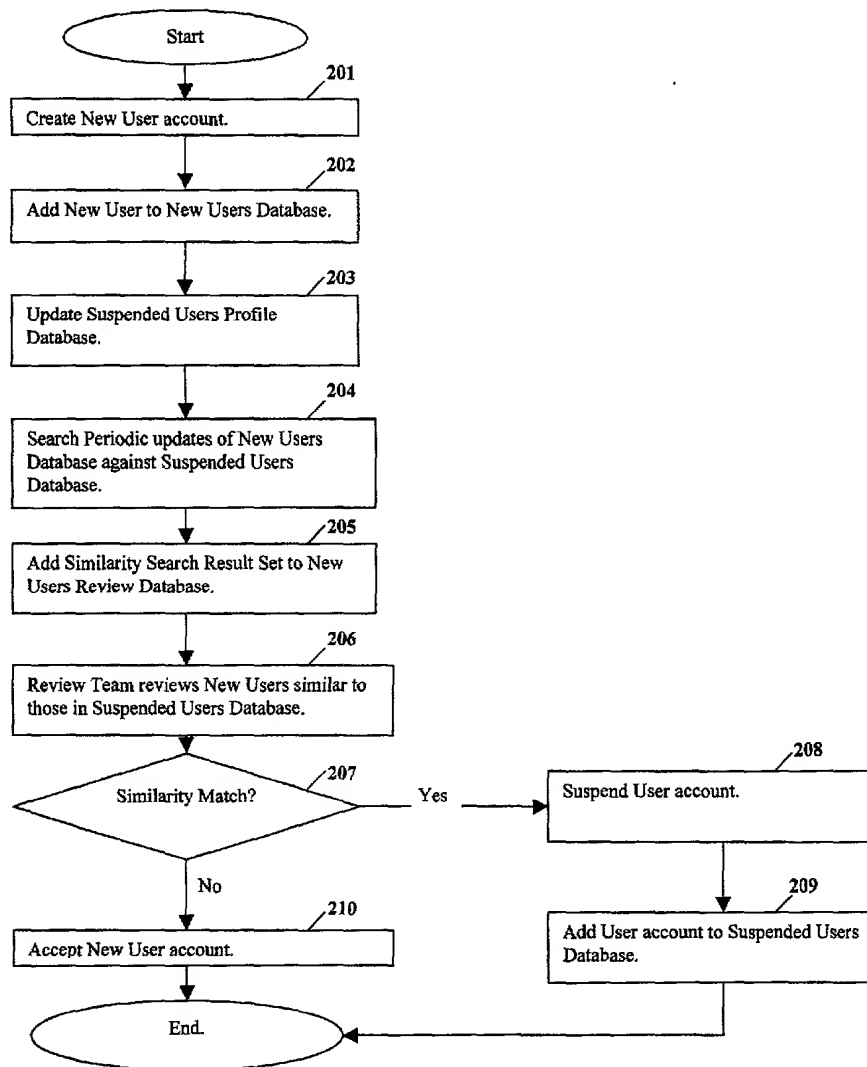 Start
201
Create New User account.
202
Add New User to New Users Database.
203
Update Suspended Users Profile
Database.
204
Search Periodic updates of New Users
Database against Suspended Users
Database.
205
Add Similarity Search Result Set to New
Users Review Database.
206
Review Team reviews New Users similar to
those in Suspended Users Database.
207
Similarity Match?
Yes
208
Suspend User account.
209
Add User account to Suspended Users
Database.
No
210
Accept New User account.
End.